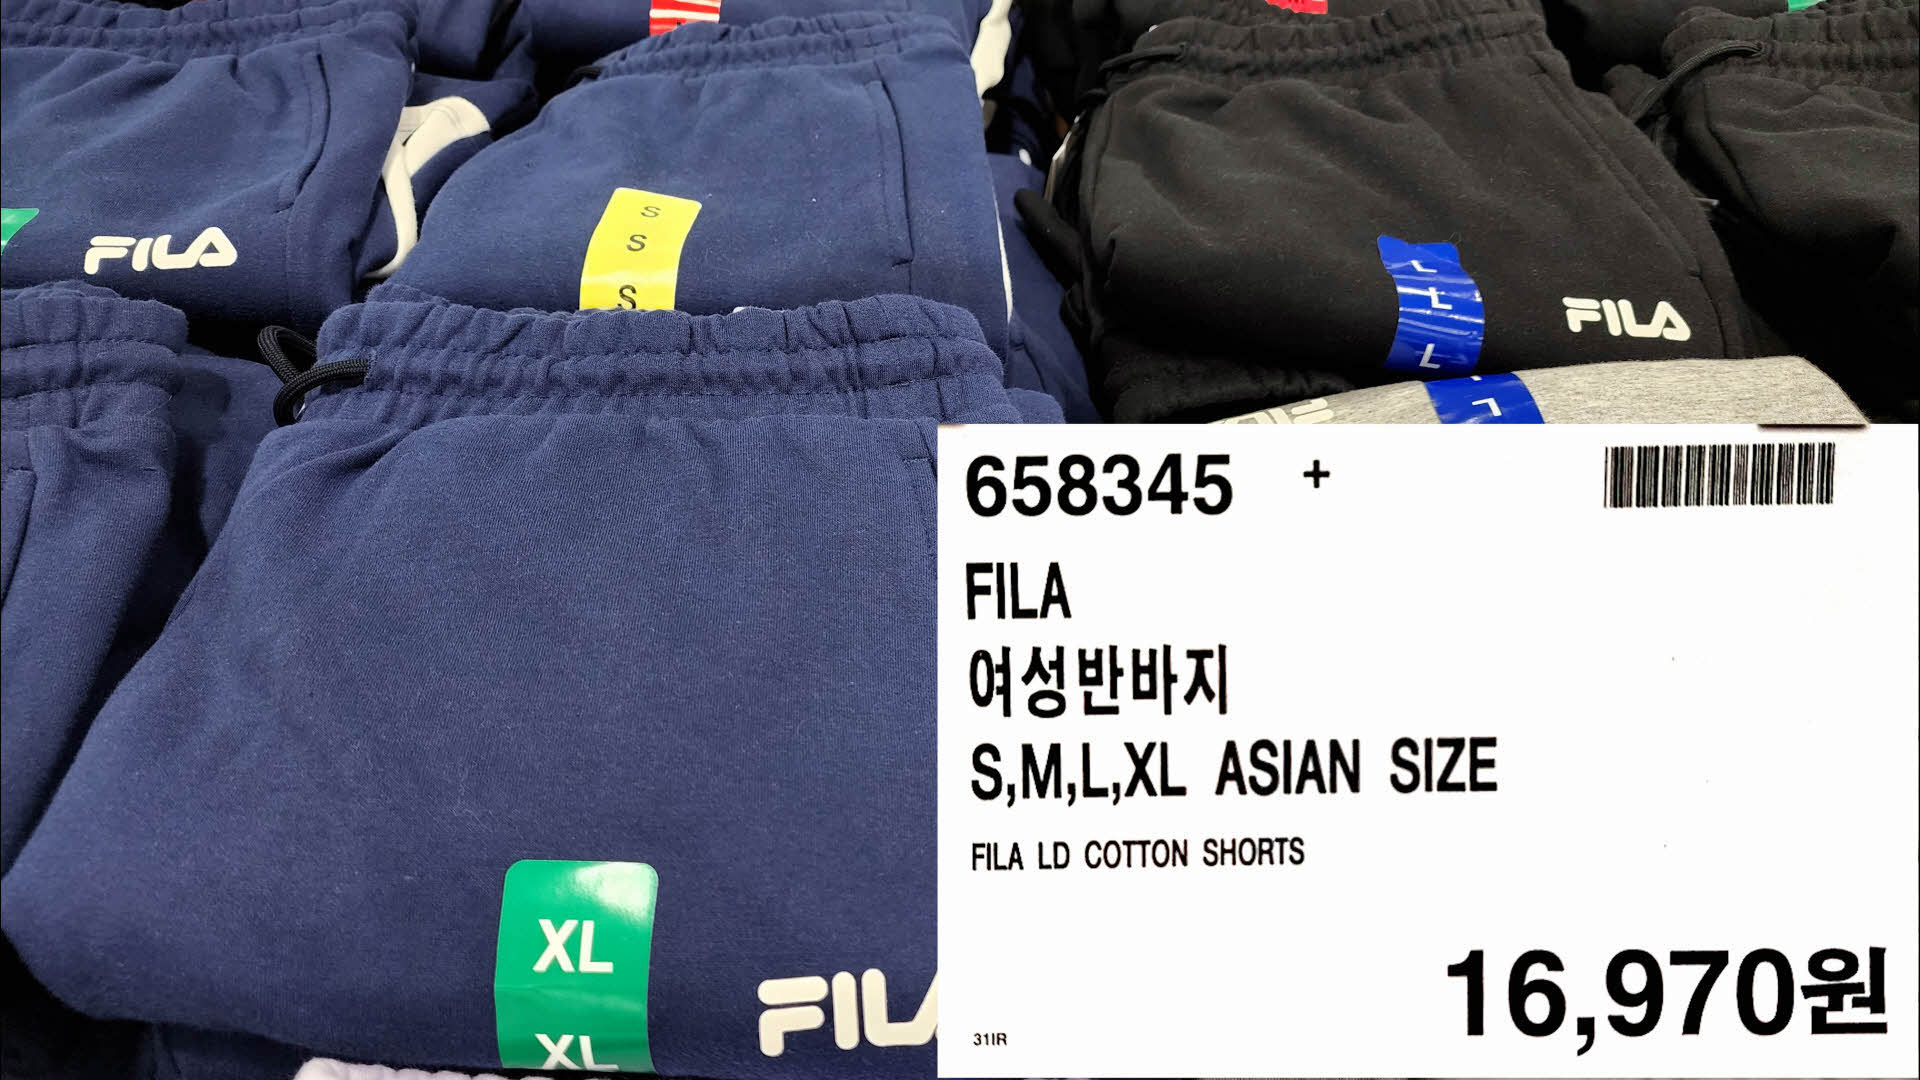 FILA
S
S
S
L
L
L
FILA
L
XL
XL
FILA
658345 +
FILA
여성반바지
S,M,L,XL ASIAN SIZE
FILA LD COTTON SHORTS
16,970원
31IR